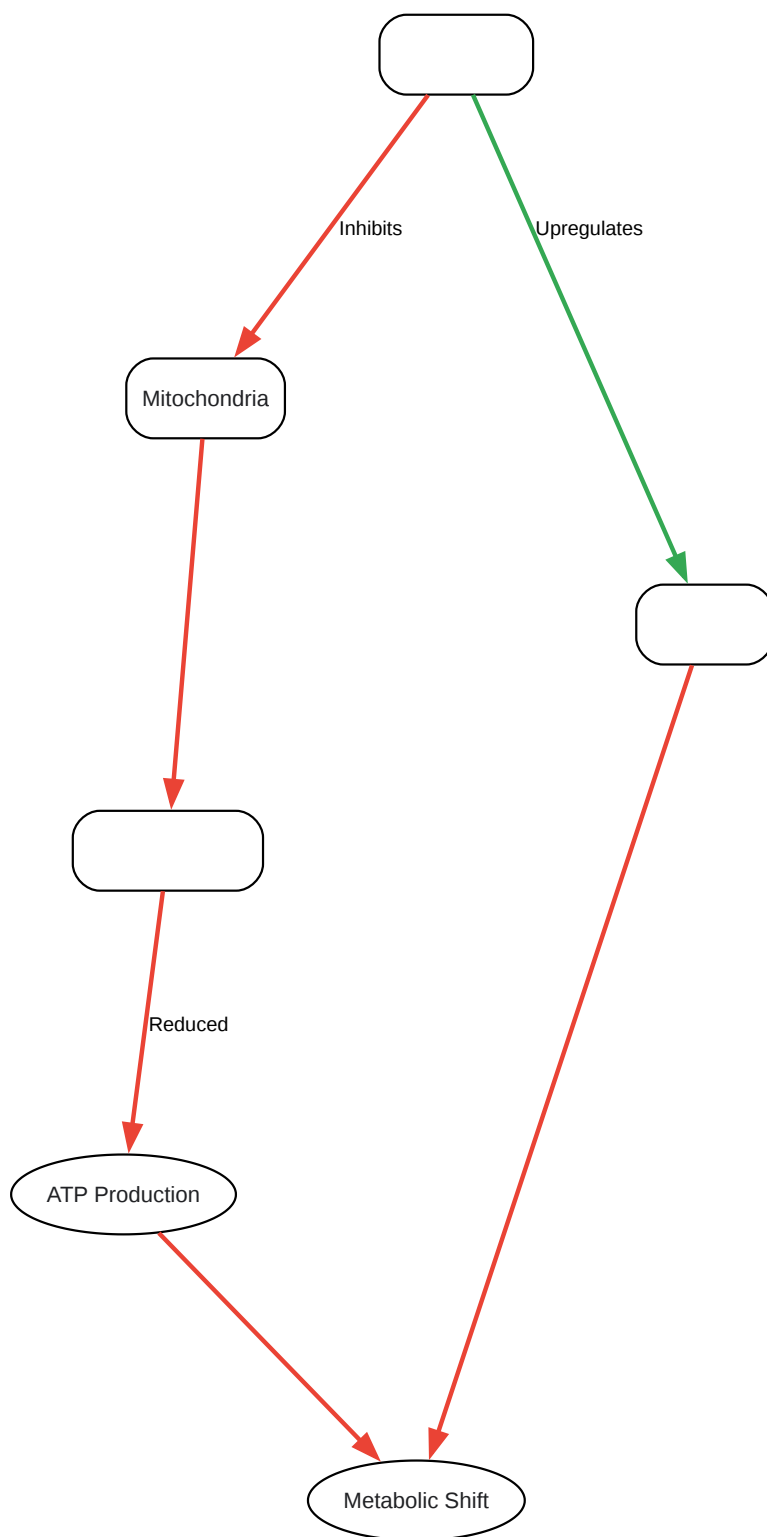 Inhibits
Upregulates
Mitochondria
Reduced
ATP Production
Metabolic Shift